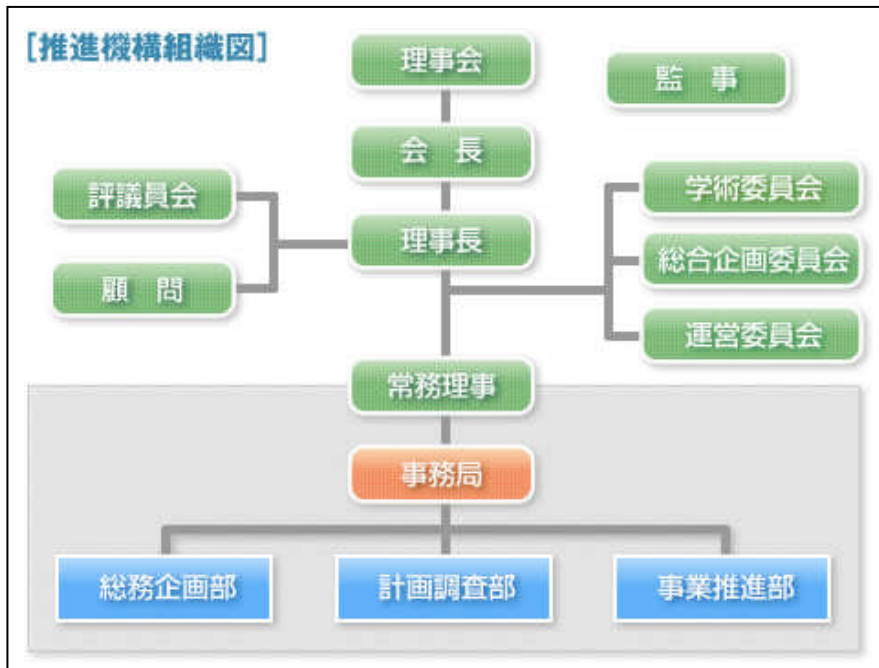 [推進機構組織図]
理事会
監 事
会 長
評議員会
学術委員会
理事長
総合企画委員会
顧 問
運営委員会
常務理事
事務局
総務企画部
計画調査部
事業推進部